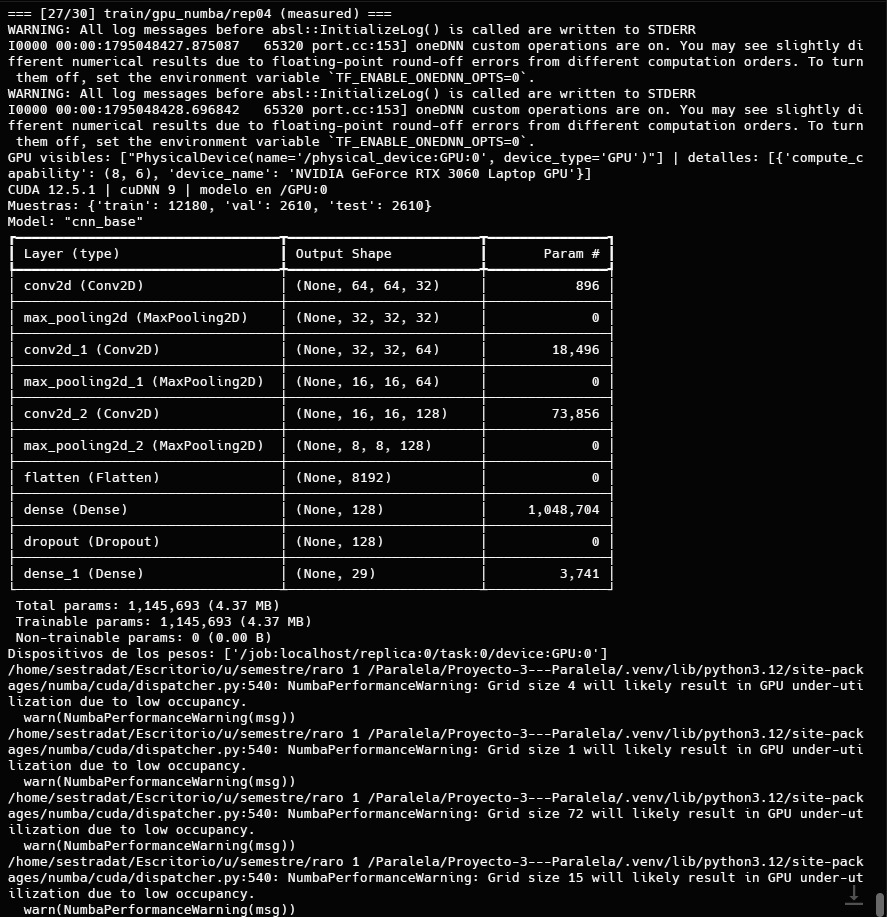 === [27/30] train/gpu_numba/rep04 (measured) ===
WARNING: All log messages before absl::InitializeLog() is called are written to STDERR
I0000 00:00:1795048427.875087   65320 port.cc:153] oneDNN custom operations are on. You may see slightly di
fferent numerical results due to floating-point round-off errors from different computation orders. To turn
 them off, set the environment variable `TF_ENABLE_ONEDNN_OPTS=0`.
WARNING: All log messages before absl::InitializeLog() is called are written to STDERR
I0000 00:00:1795048428.696842   65320 port.cc:153] oneDNN custom operations are on. You may see slightly di
fferent numerical results due to floating-point round-off errors from different computation orders. To turn
 them off, set the environment variable `TF_ENABLE_ONEDNN_OPTS=0`.
GPU visibles: ["PhysicalDevice(name='/physical_device:GPU:0', device_type='GPU')"] | detalles: [{'compute_c
apability': (8, 6), 'device_name': 'NVIDIA GeForce RTX 3060 Laptop GPU'}]
CUDA 12.5.1 | cuDNN 9 | modelo en /GPU:0
Muestras: {'train': 12180, 'val': 2610, 'test': 2610}
Model: "cnn_base"
Layer (type) Output Shape Param #
conv2d (Conv2D) (None, 64, 64, 32) 896
max_pooling2d (MaxPooling2D) (None, 32, 32, 32) 0
conv2d_1 (Conv2D) (None, 32, 32, 64) 18,496
max_pooling2d_1 (MaxPooling2D) (None, 16, 16, 64) 0
conv2d_2 (Conv2D) (None, 16, 16, 128) 73,856
max_pooling2d_2 (MaxPooling2D) (None, 8, 8, 128) 0
flatten (Flatten) (None, 8192) 0
dense (Dense) (None, 128) 1,048,704
dropout (Dropout) (None, 128) 0
dense_1 (Dense) (None, 29) 3,741
 Total params: 1,145,693 (4.37 MB)
 Trainable params: 1,145,693 (4.37 MB)
 Non-trainable params: 0 (0.00 B)
Dispositivos de los pesos: ['/job:localhost/replica:0/task:0/device:GPU:0']
/home/sestradat/Escritorio/u/semestre/raro 1 /Paralela/Proyecto-3---Paralela/.venv/lib/python3.12/site-pack
ages/numba/cuda/dispatcher.py:540: NumbaPerformanceWarning: Grid size 4 will likely result in GPU under-uti
lization due to low occupancy.
  warn(NumbaPerformanceWarning(msg))
/home/sestradat/Escritorio/u/semestre/raro 1 /Paralela/Proyecto-3---Paralela/.venv/lib/python3.12/site-pack
ages/numba/cuda/dispatcher.py:540: NumbaPerformanceWarning: Grid size 1 will likely result in GPU under-uti
lization due to low occupancy.
  warn(NumbaPerformanceWarning(msg))
/home/sestradat/Escritorio/u/semestre/raro 1 /Paralela/Proyecto-3---Paralela/.venv/lib/python3.12/site-pack
ages/numba/cuda/dispatcher.py:540: NumbaPerformanceWarning: Grid size 72 will likely result in GPU under-ut
ilization due to low occupancy.
  warn(NumbaPerformanceWarning(msg))
/home/sestradat/Escritorio/u/semestre/raro 1 /Paralela/Proyecto-3---Paralela/.venv/lib/python3.12/site-pack
ages/numba/cuda/dispatcher.py:540: NumbaPerformanceWarning: Grid size 15 will likely result in GPU under-ut
ilization due to low occupancy.
  warn(NumbaPerformanceWarning(msg))